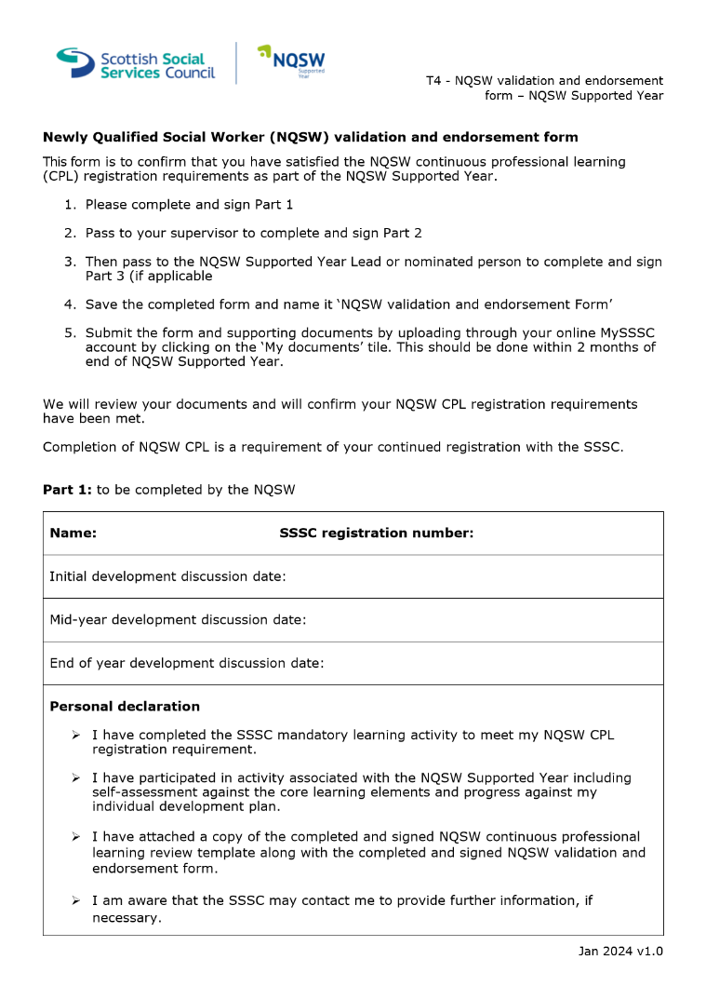 Scottish Social
Services Council
NQSW
Supported
Year
T4 - NQSW validation and endorsement
form – NQSW Supported Year
Newly Qualified Social Worker (NQSW) validation and endorsement form
This form is to confirm that you have satisfied the NQSW continuous professional learning
(CPL) registration requirements as part of the NQSW Supported Year.
1. Please complete and sign Part 1
2. Pass to your supervisor to complete and sign Part 2
3. Then pass to the NQSW Supported Year Lead or nominated person to complete and sign
Part 3 (if applicable
4. Save the completed form and name it ‘NQSW validation and endorsement Form’
5. Submit the form and supporting documents by uploading through your online MySSSC
account by clicking on the ‘My documents’ tile. This should be done within 2 months of
end of NQSW Supported Year.
We will review your documents and will confirm your NQSW CPL registration requirements
have been met.
Completion of NQSW CPL is a requirement of your continued registration with the SSSC.
Part 1: to be completed by the NQSW
Name: SSSC registration number:
Initial development discussion date:
Mid-year development discussion date:
End of year development discussion date:
Personal declaration
➢ I have completed the SSSC mandatory learning activity to meet my NQSW CPL
registration requirement.
➢ I have participated in activity associated with the NQSW Supported Year including
self-assessment against the core learning elements and progress against my
individual development plan.
➢ I have attached a copy of the completed and signed NQSW continuous professional
learning review template along with the completed and signed NQSW validation and
endorsement form.
➢ I am aware that the SSSC may contact me to provide further information, if
necessary.
Jan 2024 v1.0